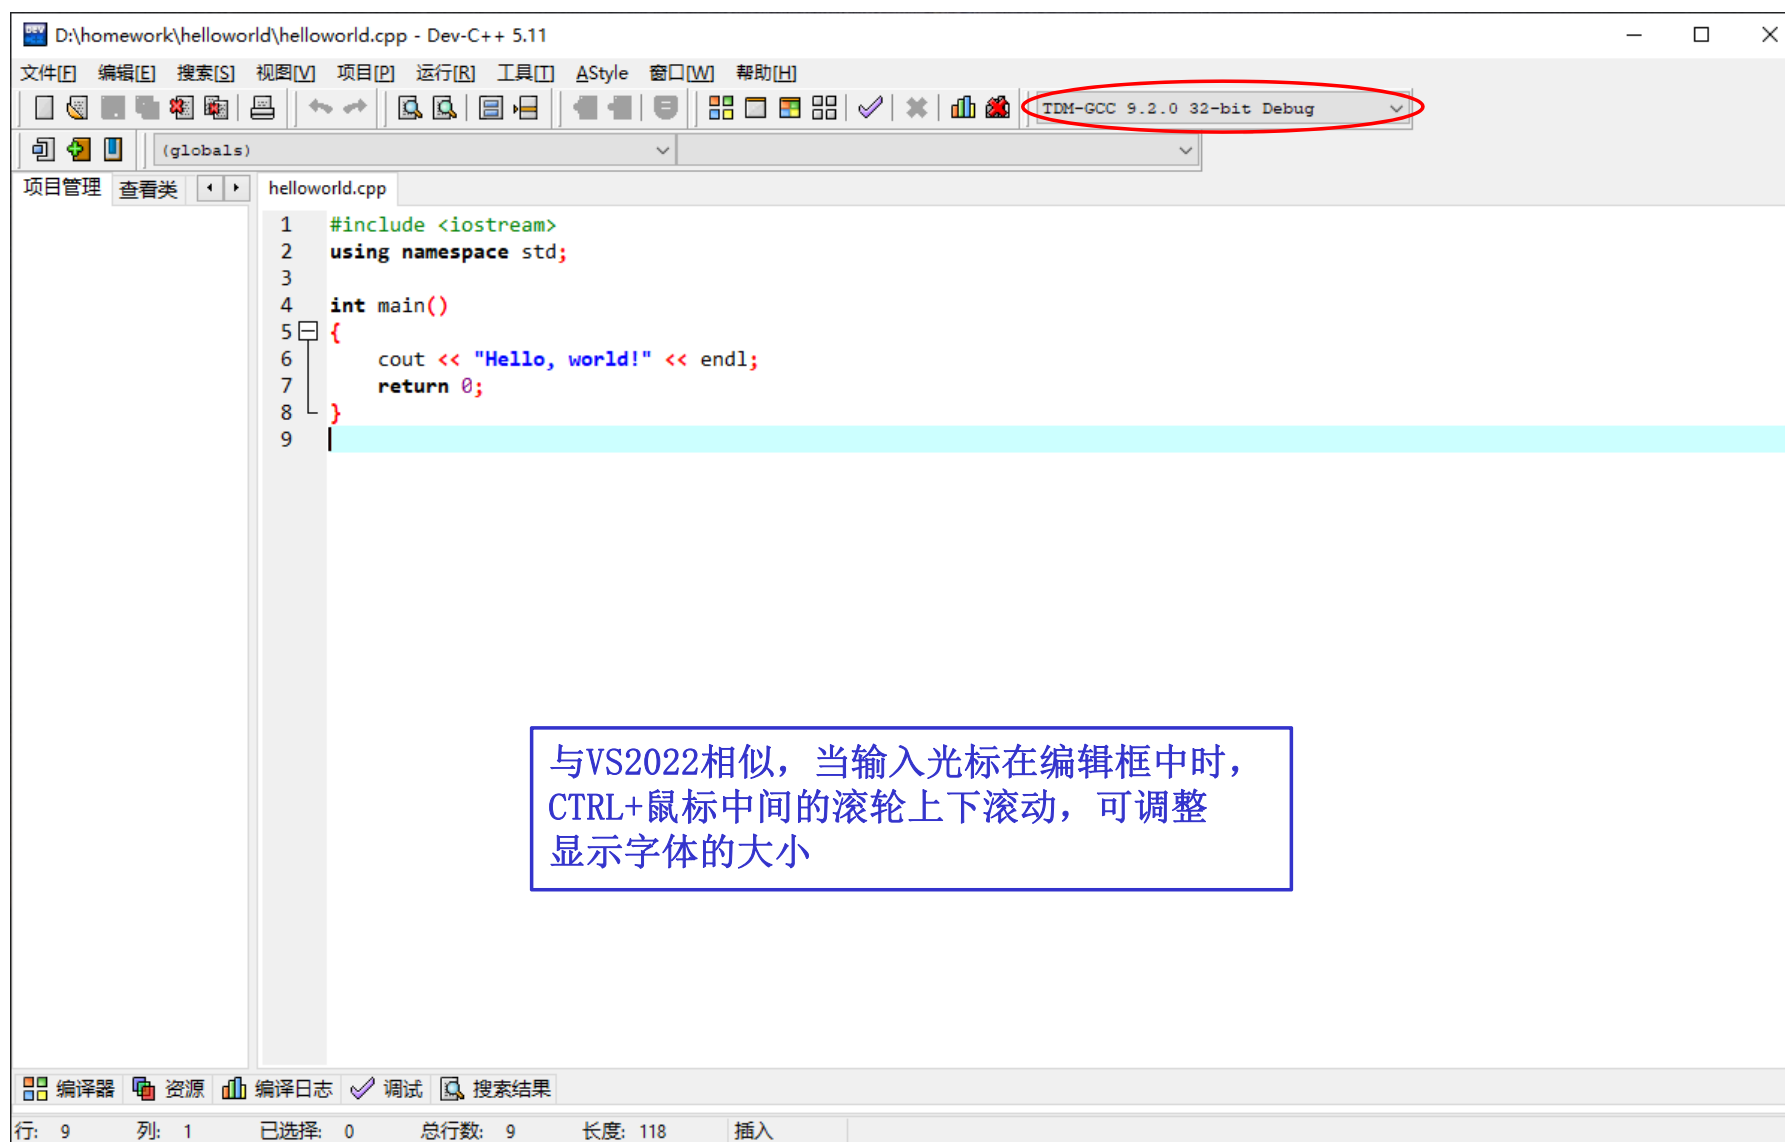 D:\homework\helloworld\helloworld.cpp - Dev-C++ 5.11
文件[F] 编辑[E] 搜索[S] 视图[V] 项目[P] 运行[R] 工具[T] AStyle 窗口[W] 帮助[H]
TDM-GCC 9.2.0 32-bit Debug
(globals)
项目管理 查看类 helloworld.cpp
1 #include <iostream>
2 using namespace std;
3
4 int main()
5 {
6     cout << "Hello, world!" << endl;
7     return 0;
8 }
9
与VS2022相似，当输入光标在编辑框中时，
CTRL+鼠标中间的滚轮上下滚动，可调整
显示字体的大小
编译器 资源 编译日志 调试 搜索结果
行: 9 列: 1 已选择: 0 总行数: 9 长度: 118 插入